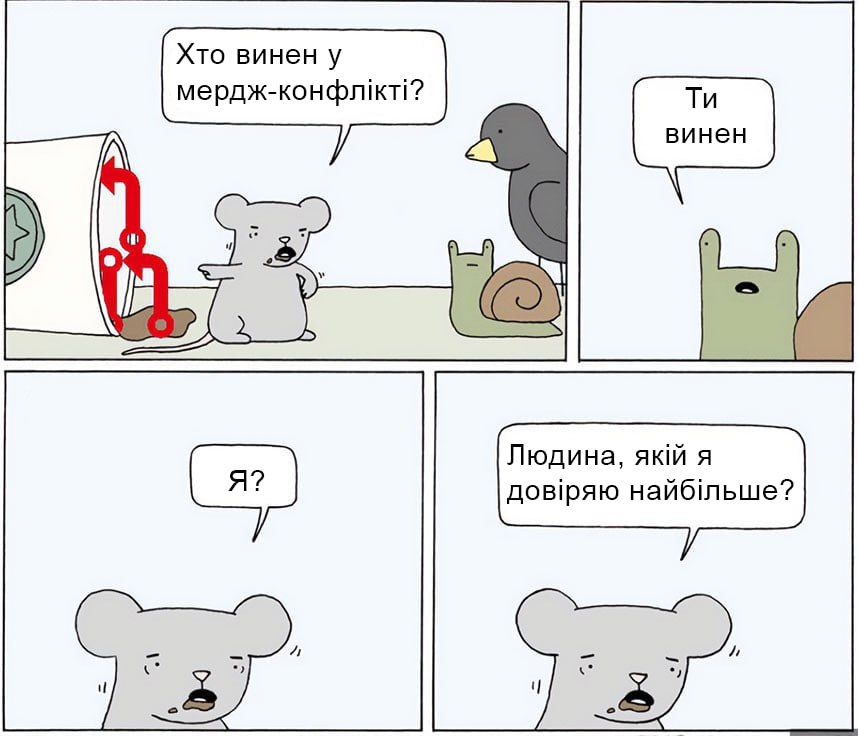 Хто винен у
мердж-конфлікті?
Ти
винен
Я?
Людина, якій я
довіряю найбільше?